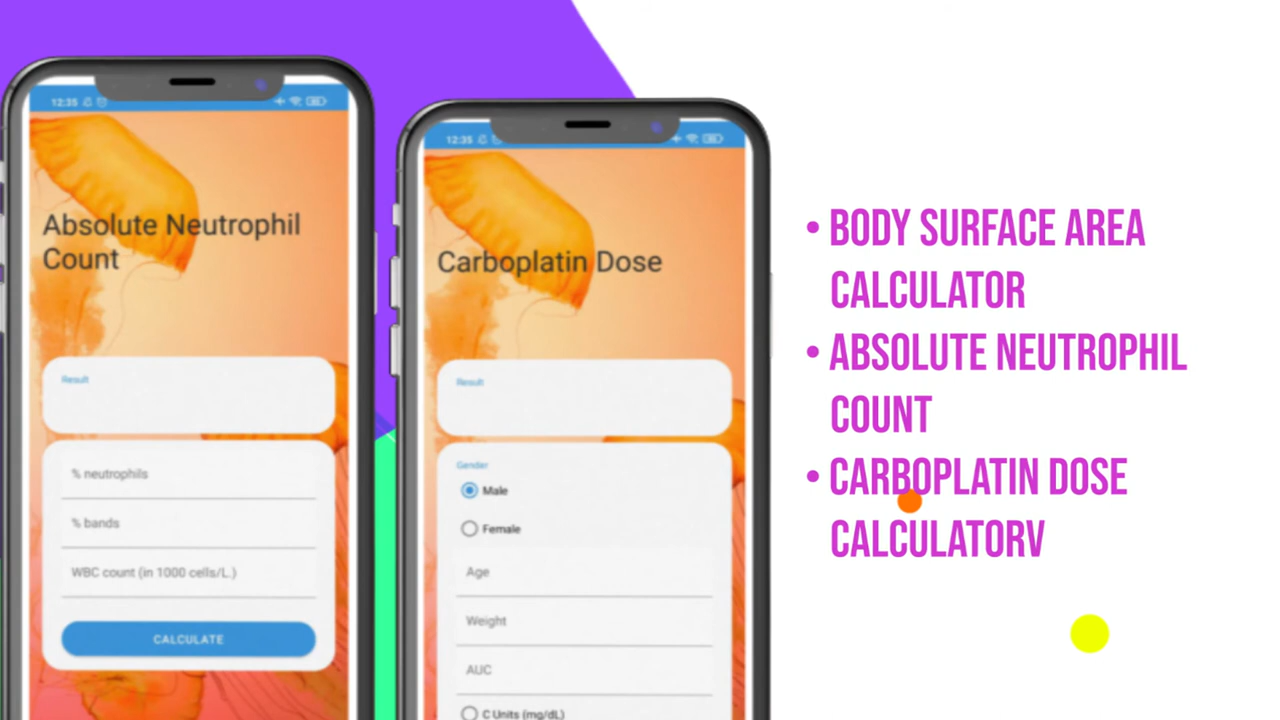 12:35
Absolute Neutrophil
Count
Result
% neutrophils
% bands
WBC count (in 1000 cells/L.)
CALCULATE
12:35
Carboplatin Dose
Result
Gender
Male
Female
Age
Weight
AUC
C Units (mg/dL)
• BODY SURFACE AREA
CALCULATOR
• ABSOLUTE NEUTROPHIL
COUNT
• CARBOPLATIN DOSE
CALCULATORV